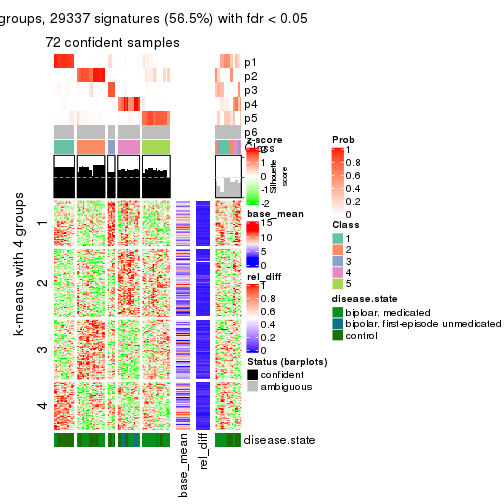 groups, 29337 signatures (56.5%) with fdr < 0.05
72 confident samples
p1
p2
p3
p4
p5
p6
Class
Silhouette
score
1
2
3
4
k-means with 4 groups
base_mean
rel_diff
disease.state
z-score
2
0
-1
-2
base_mean
15
10
5
0
rel_diff
1
0.8
0.6
0.4
0.2
0
Status (barplots)
confident
ambiguous
Prob
1
0.8
0.6
0.4
0.2
0
Class
1
2
3
4
5
disease.state
biploar. medicated
bipolar. first-episode unmedicated
control